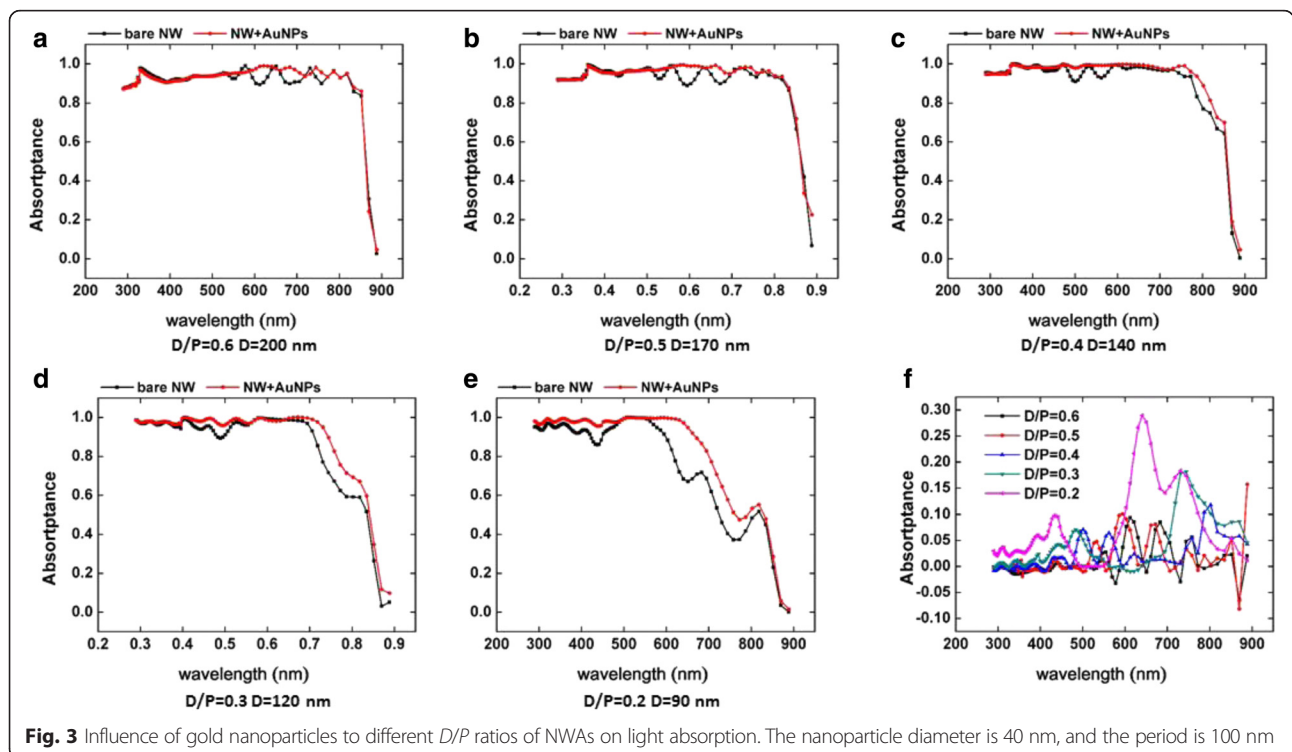 a
bare NW NW+AuNPs
Absortptance
1.0
0.8
0.6
0.4
0.2
0.0
200 300 400 500 600 700 800 900
wavelength (nm)
D/P=0.6 D=200 nm
b
bare NW NW+AuNPs
Absortptance
1.0
0.8
0.6
0.4
0.2
0.0
0.2 0.3 0.4 0.5 0.6 0.7 0.8 0.9
wavelength (nm)
D/P=0.5 D=170 nm
c
bare NW NW+AuNPs
Absortptance
1.0
0.8
0.6
0.4
0.2
0.0
200 300 400 500 600 700 800 900
wavelength (nm)
D/P=0.4 D=140 nm
d
bare NW NW+AuNPs
Absortptance
1.0
0.8
0.6
0.4
0.2
0.0
0.2 0.3 0.4 0.5 0.6 0.7 0.8 0.9
wavelength (nm)
D/P=0.3 D=120 nm
e
bare NW NW+AuNPs
Absortptance
1.0
0.8
0.6
0.4
0.2
0.0
200 300 400 500 600 700 800 900
wavelength (nm)
D/P=0.2 D=90 nm
f
Absortptance
0.30
0.25
0.20
0.15
0.10
0.05
0.00
-0.05
-0.10
D/P=0.6
D/P=0.5
D/P=0.4
D/P=0.3
D/P=0.2
200 300 400 500 600 700 800 900
wavelength (nm)
Fig. 3 Influence of gold nanoparticles to different D/P ratios of NWAs on light absorption. The nanoparticle diameter is 40 nm, and the period is 100 nm